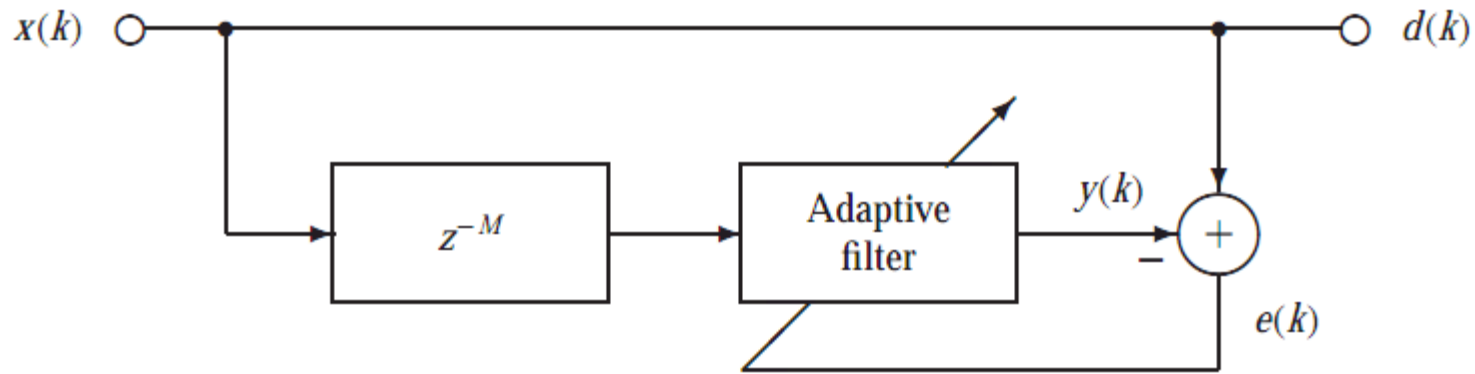 x(k)
d(k)
z^{-M}
Adaptive
filter
y(k)
+
−
e(k)